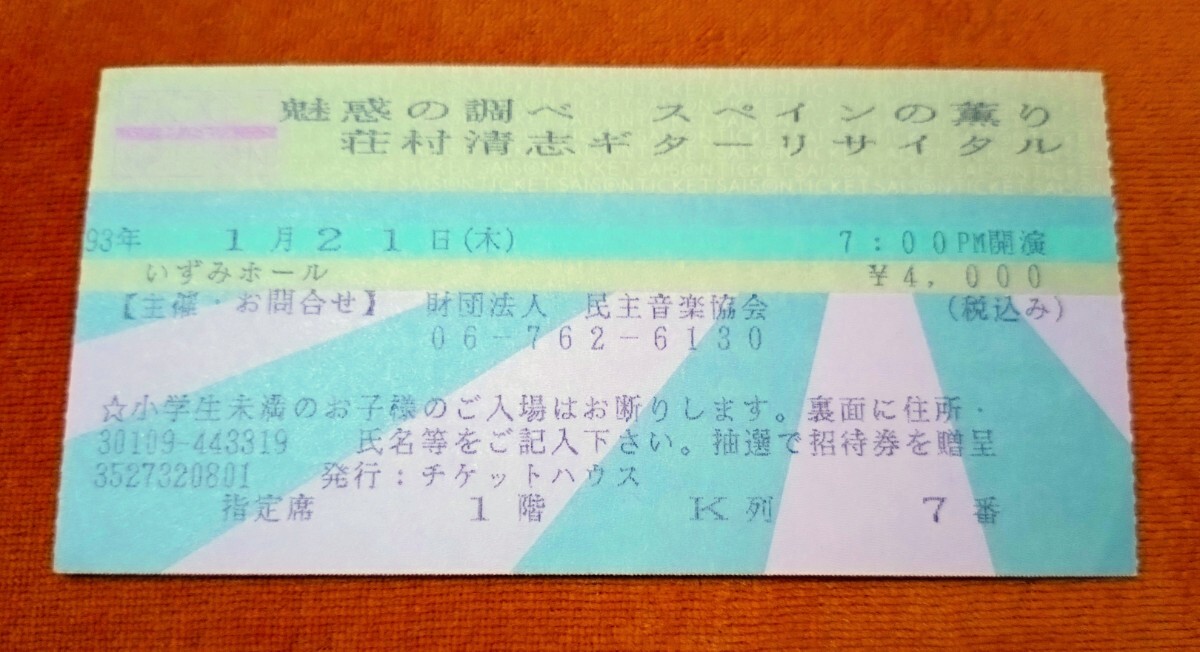 魅惑の調べ　スペインの薫り
荘村清志ギターリサイタル
SAISON TICKET SAISON TICKET SAISON TICKET
93年　1月21日(木)　7:00PM開演
いずみホール　¥4,000
【主催・お問合せ】　財団法人　民主音楽協会　(税込み)
06-762-6130
☆小学生未満のお子様のご入場はお断りします。裏面に住所・
30109-443319　氏名等をご記入下さい。抽選で招待券を贈呈
3527320801　発行：チケットハウス
指定席　1階　K列　7番